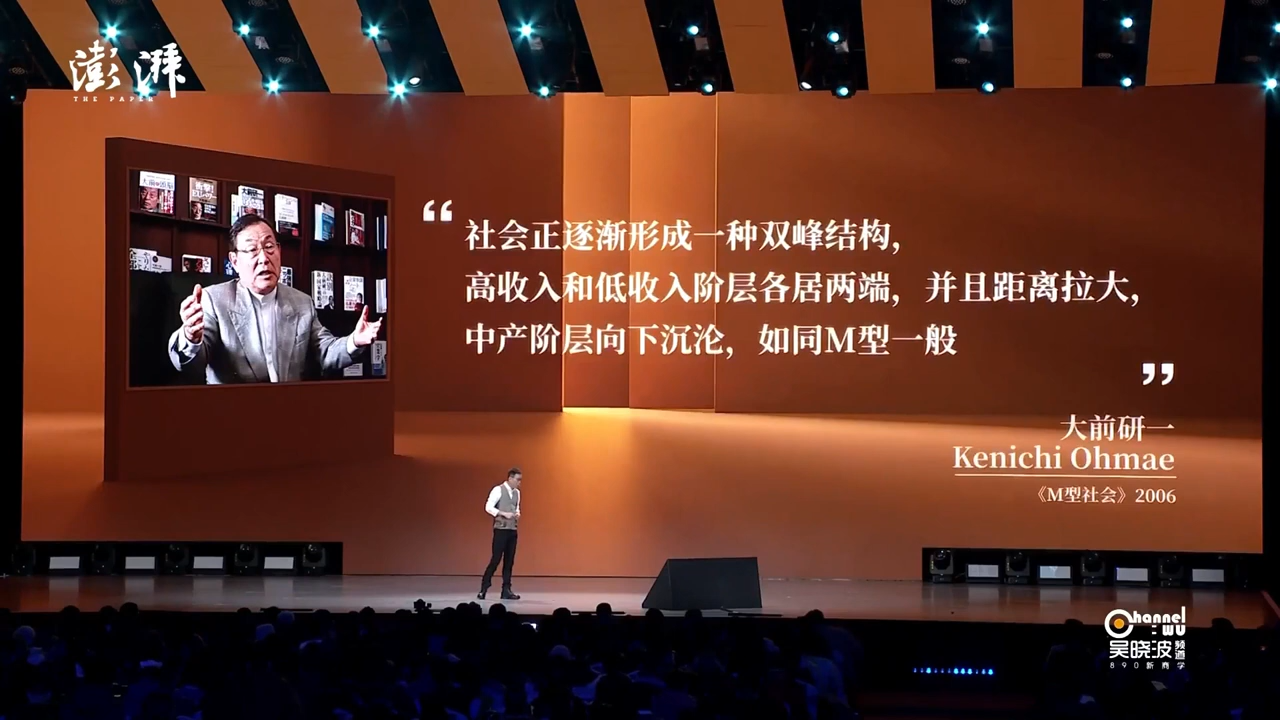 澎湃
THE PAPER
“社会正逐渐形成一种双峰结构，
高收入和低收入阶层各居两端，并且距离拉大，
中产阶层向下沉沦，如同M型一般”
大前研一
Kenichi Ohmae
《M型社会》2006
Channel
:WU
吴晓波频道
890新商学